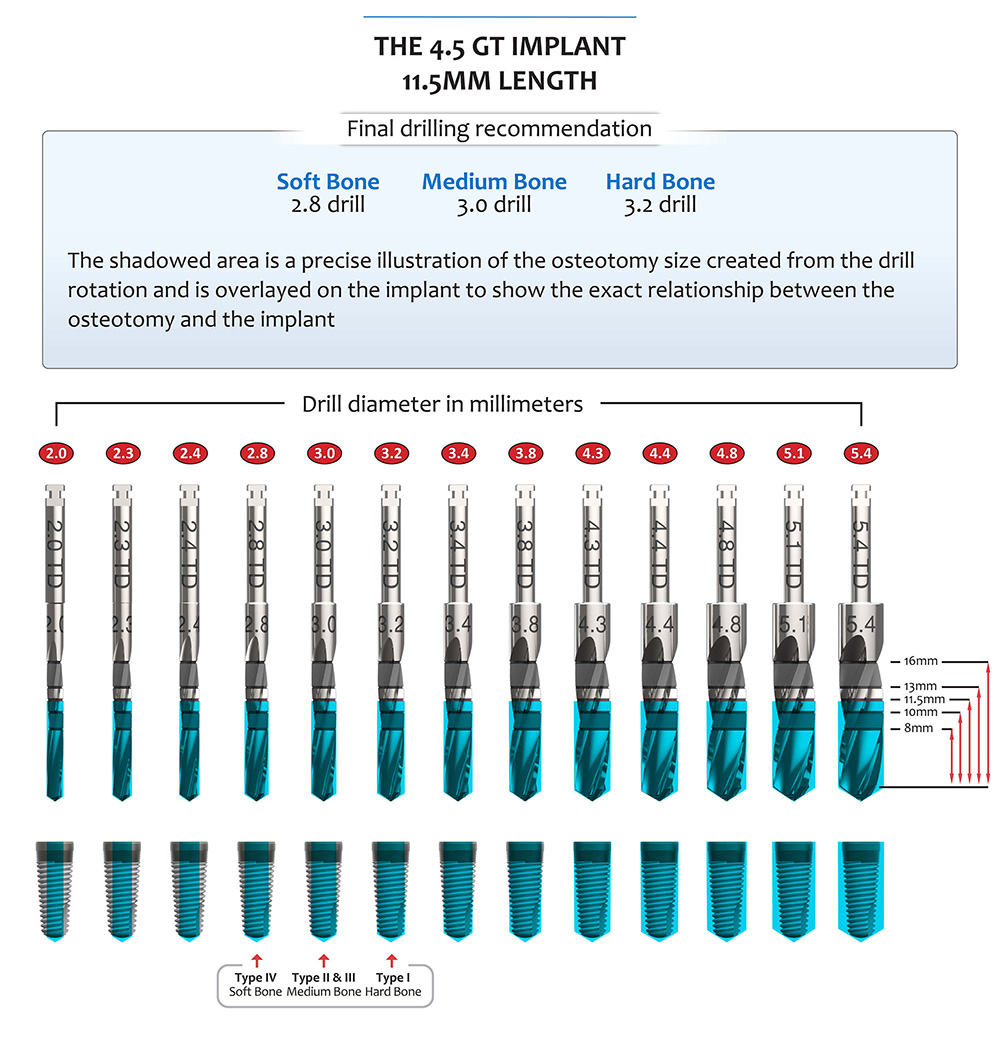 THE 4.5 GT IMPLANT
11.5MM LENGTH
Final drilling recommendation
Soft Bone Medium Bone Hard Bone
2.8 drill 3.0 drill 3.2 drill
The shadowed area is a precise illustration of the osteotomy size created from the drill
rotation and is overlayed on the implant to show the exact relationship between the
osteotomy and the implant
Drill diameter in millimeters
2.0 2.3 2.4 2.8 3.0 3.2 3.4 3.8 4.3 4.4 4.8 5.1 5.4
2.0 TD 2.3 TD 2.4 TD 2.8 TD 3.0 TD 3.2 TD 3.4 TD 3.8 TD 4.3 TD 4.4 TD 4.8 TD 5.1 TD 5.4 TD
2.0 2.3 2.4 2.8 3.0 3.2 3.4 3.8 4.3 4.4 4.8 5.1 5.4
16mm
13mm
11.5mm
10mm
8mm
Type IV Type II & III Type I
Soft Bone Medium Bone Hard Bone